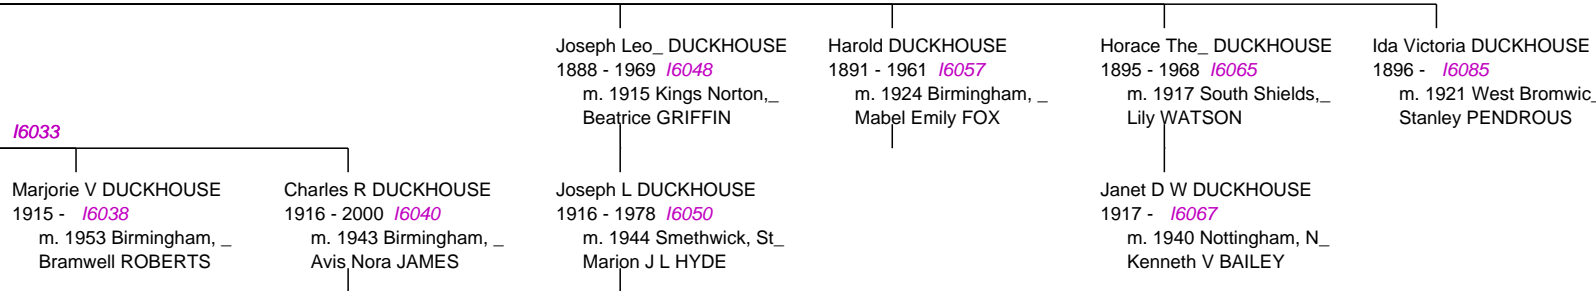 Joseph Leo_ DUCKHOUSE
1888 - 1969 I6048
m. 1915 Kings Norton,_
Beatrice GRIFFIN
Harold DUCKHOUSE
1891 - 1961 I6057
m. 1924 Birmingham, _
Mabel Emily FOX
Horace The_ DUCKHOUSE
1895 - 1968 I6065
m. 1917 South Shields,_
Lily WATSON
Ida Victoria DUCKHOUSE
1896 - I6085
m. 1921 West Bromwic_
Stanley PENDROUS
I6033
Marjorie V DUCKHOUSE
1915 - I6038
m. 1953 Birmingham, _
Bramwell ROBERTS
Charles R DUCKHOUSE
1916 - 2000 I6040
m. 1943 Birmingham, _
Avis Nora JAMES
Joseph L DUCKHOUSE
1916 - 1978 I6050
m. 1944 Smethwick, St_
Marion J L HYDE
Janet D W DUCKHOUSE
1917 - I6067
m. 1940 Nottingham, N_
Kenneth V BAILEY